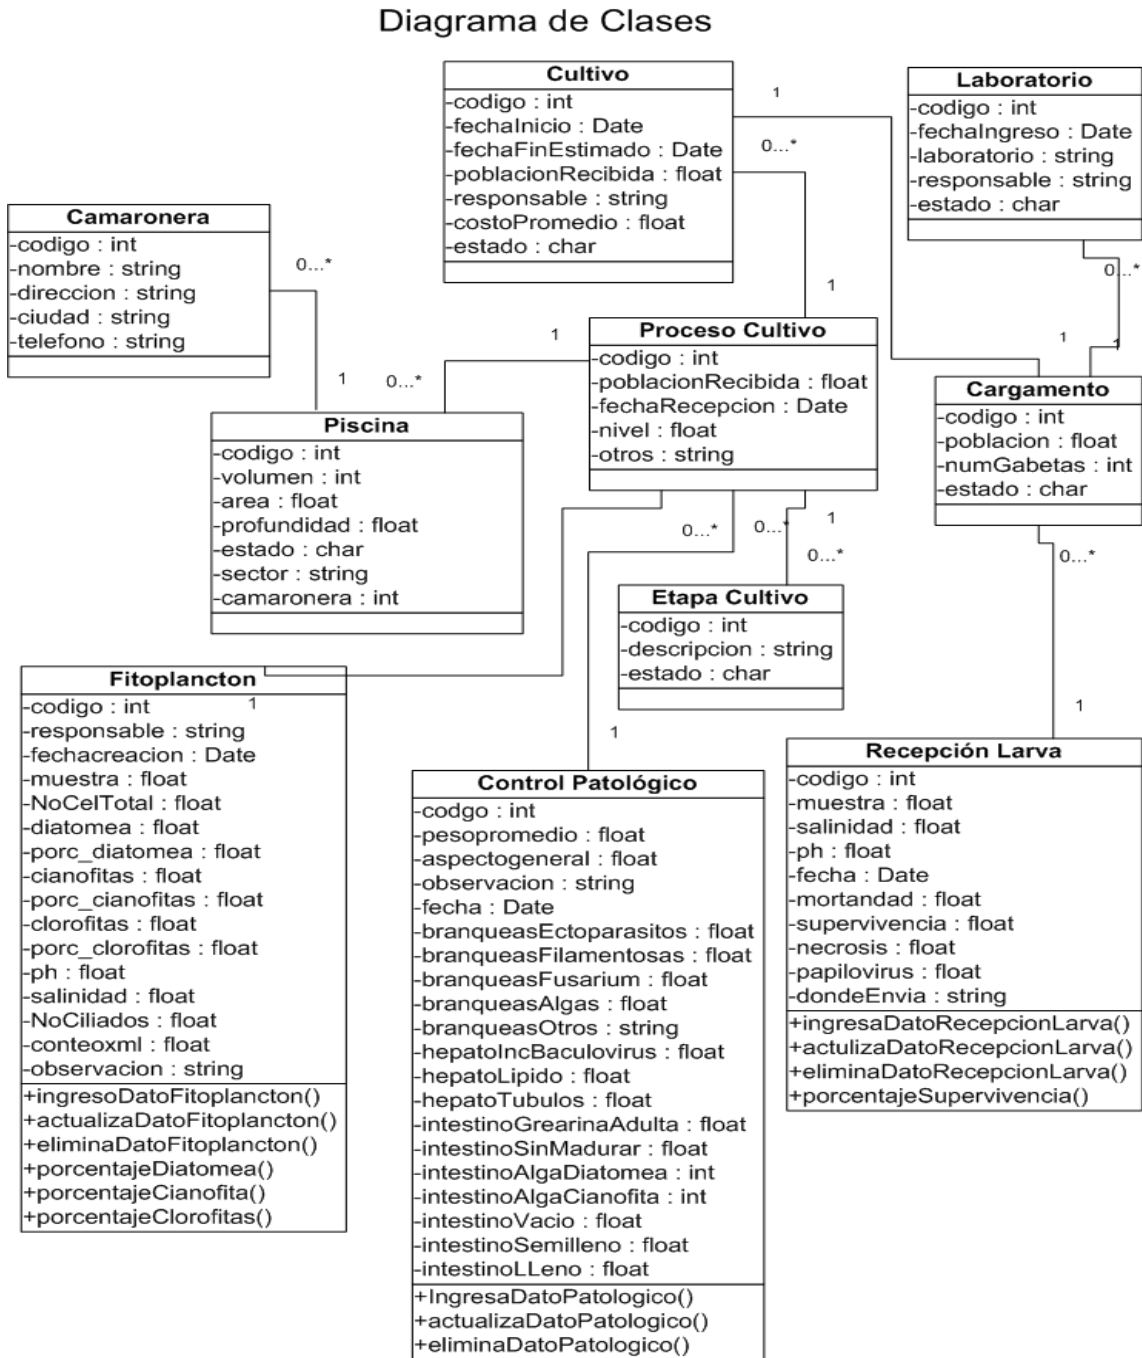 Diagrama de Clases
Cultivo
-codigo : int
-fechaInicio : Date
-fechaFinEstimado : Date
-poblacionRecibida : float
-responsable : string
-costoPromedio : float
-estado : char
1
0...*
Laboratorio
-codigo : int
-fechaIngreso : Date
-laboratorio : string
-responsable : string
-estado : char
0...*
1
1
Camaronera
-codigo : int
-nombre : string
-direccion : string
-ciudad : string
-telefono : string
0...*
1
1
Proceso Cultivo
-codigo : int
-poblacionRecibida : float
-fechaRecepcion : Date
-nivel : float
-otros : string
1
0...*
Cargamento
-codigo : int
-poblacion : float
-numGabetas : int
-estado : char
0...*
Piscina
-codigo : int
-volumen : int
-area : float
-profundidad : float
-estado : char
-sector : string
-camaronera : int
0...*
0...*
1
0...*
Etapa Cultivo
-codigo : int
-descripcion : string
-estado : char
1
1
1
Fitoplancton
-codigo : int
-responsable : string
-fechacreacion : Date
-muestra : float
-NoCelTotal : float
-diatomea : float
-porc_diatomea : float
-cianofitas : float
-porc_cianofitas : float
-clorofitas : float
-porc_clorofitas : float
-ph : float
-salinidad : float
-NoCiliados : float
-conteoxml : float
-observacion : string
+ingresoDatoFitoplancton()
+actualizaDatoFitoplancton()
+eliminaDatoFitoplancton()
+porcentajeDiatomea()
+porcentajeCianofita()
+porcentajeClorofitas()
Control Patológico
-codgo : int
-pesopromedio : float
-aspectogeneral : float
-observacion : string
-fecha : Date
-branqueasEctoparasitos : float
-branqueasFilamentosas : float
-branqueasFusarium : float
-branqueasAlgas : float
-branqueasOtros : string
-hepatoIncBaculovirus : float
-hepatoLipido : float
-hepatoTubulos : float
-intestinoGrearinaAdulta : float
-intestinoSinMadurar : float
-intestinoAlgaDiatomea : int
-intestinoAlgaCianofita : int
-intestinoVacio : float
-intestinoSemilleno : float
-intestinoLLeno : float
+IngresaDatoPatologico()
+actualizaDatoPatologico()
+eliminaDatoPatologico()
Recepción Larva
-codigo : int
-muestra : float
-salinidad : float
-ph : float
-fecha : Date
-mortandad : float
-supervivencia : float
-necrosis : float
-papilovirus : float
-dondeEnvia : string
+ingresaDatoRecepcionLarva()
+actulizaDatoRecepcionLarva()
+eliminaDatoRecepcionLarva()
+porcentajeSupervivencia()